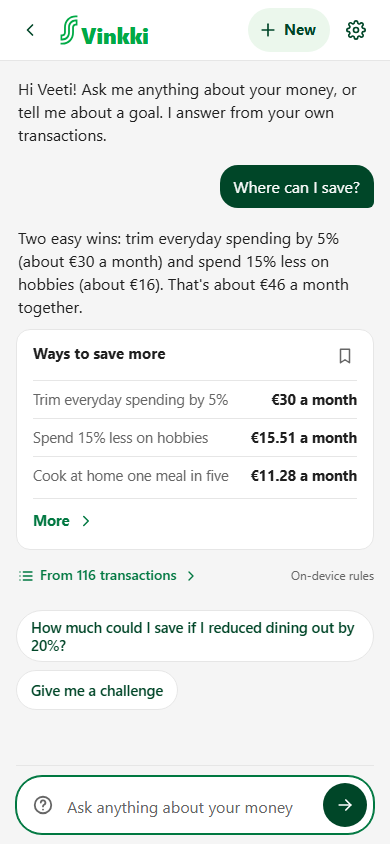 Vinkki
New
Hi Veeti! Ask me anything about your money, or
tell me about a goal. I answer from your own
transactions.
Where can I save?
Two easy wins: trim everyday spending by 5%
(about €30 a month) and spend 15% less on
hobbies (about €16). That's about €46 a month
together.
Ways to save more
Trim everyday spending by 5% €30 a month
Spend 15% less on hobbies €15.51 a month
Cook at home one meal in five €11.28 a month
More
From 116 transactions On-device rules
How much could I save if I reduced dining out by
20%?
Give me a challenge
Ask anything about your money